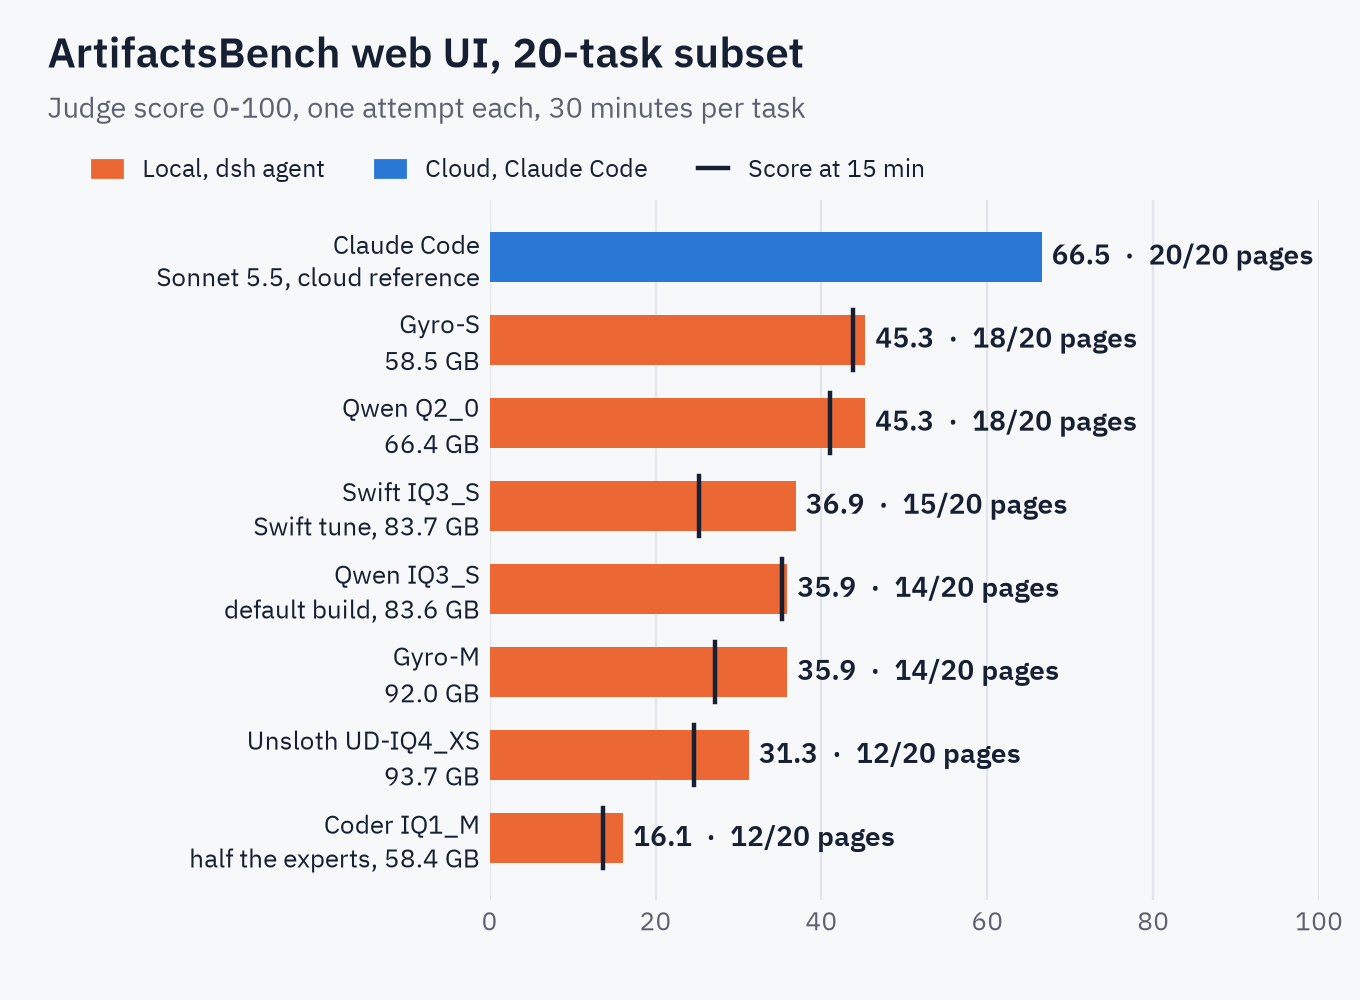 ArtifactsBench web UI, 20-task subset
Judge score 0-100, one attempt each, 30 minutes per task
Local, dsh agent
Cloud, Claude Code
Score at 15 min
Claude Code
Sonnet 5.5, cloud reference
66.5 · 20/20 pages
Gyro-S
58.5 GB
45.3 · 18/20 pages
Qwen Q2_0
66.4 GB
45.3 · 18/20 pages
Swift IQ3_S
Swift tune, 83.7 GB
36.9 · 15/20 pages
Qwen IQ3_S
default build, 83.6 GB
35.9 · 14/20 pages
Gyro-M
92.0 GB
35.9 · 14/20 pages
Unsloth UD-IQ4_XS
93.7 GB
31.3 · 12/20 pages
Coder IQ1_M
half the experts, 58.4 GB
16.1 · 12/20 pages
0 20 40 60 80 100